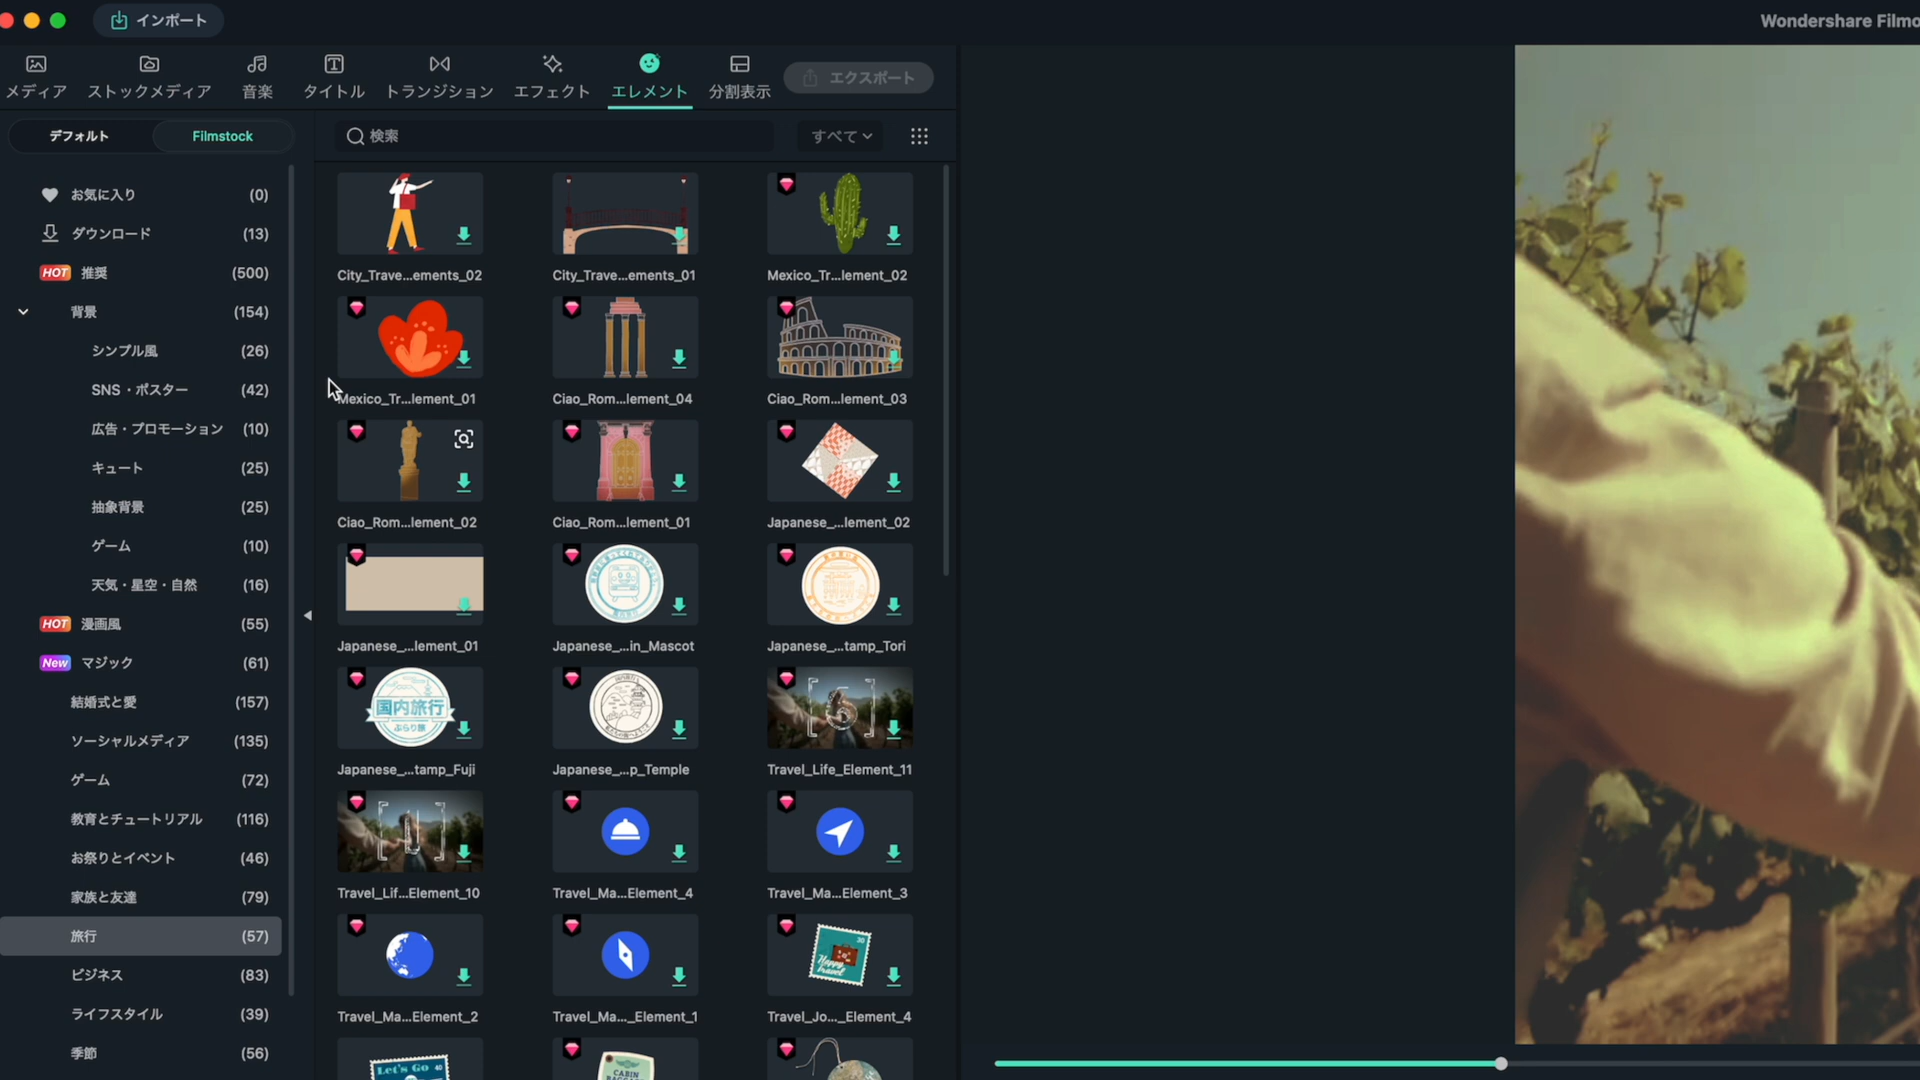 インポート
Wondershare Filmo
メディア
ストックメディア
音楽
タイトル
トランジション
エフェクト
エレメント
分割表示
エクスポート
デフォルト
Filmstock
検索
すべて
お気に入り (0)
ダウンロード (13)
HOT 推奨 (500)
背景 (154)
シンプル風 (26)
SNS・ポスター (42)
広告・プロモーション (10)
キュート (25)
抽象背景 (25)
ゲーム (10)
天気・星空・自然 (16)
HOT 漫画風 (55)
New マジック (61)
結婚式と愛 (157)
ソーシャルメディア (135)
ゲーム (72)
教育とチュートリアル (116)
お祭りとイベント (46)
家族と友達 (79)
旅行 (57)
ビジネス (83)
ライフスタイル (39)
季節 (56)
City_Trave...ements_02
City_Trave...ements_01
Mexico_Tr...lement_02
Mexico_Tr...lement_01
Ciao_Rom...lement_04
Ciao_Rom...lement_03
Ciao_Rom...lement_02
Ciao_Rom...lement_01
Japanese_...lement_02
Japanese_...lement_01
Japanese_...in_Mascot
Japanese_...tamp_Tori
国内旅行
ぶらり旅
Japanese_...tamp_Fuji
Japanese_...p_Temple
Travel_Life_Element_11
Travel_Lif...Element_10
Travel_Ma...Element_4
Travel_Ma...Element_3
30
Happy
travel
Travel_Ma...Element_2
Travel_Ma..._Element_1
Travel_Jo..._Element_4
Let's Go 40
CABIN
BAGGAG